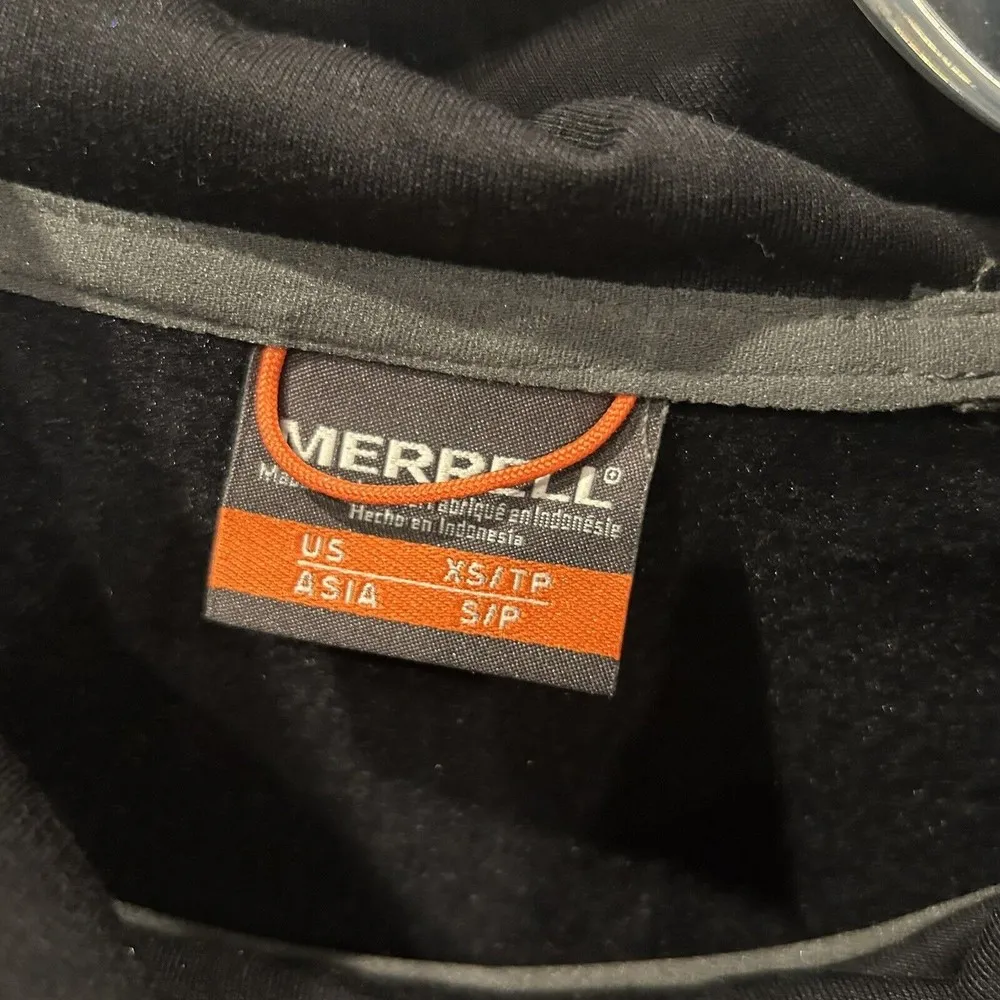 MERRELL®
Fabriqué en Indonésie
Hecho en Indonesia
US XS/TP
ASIA S/P